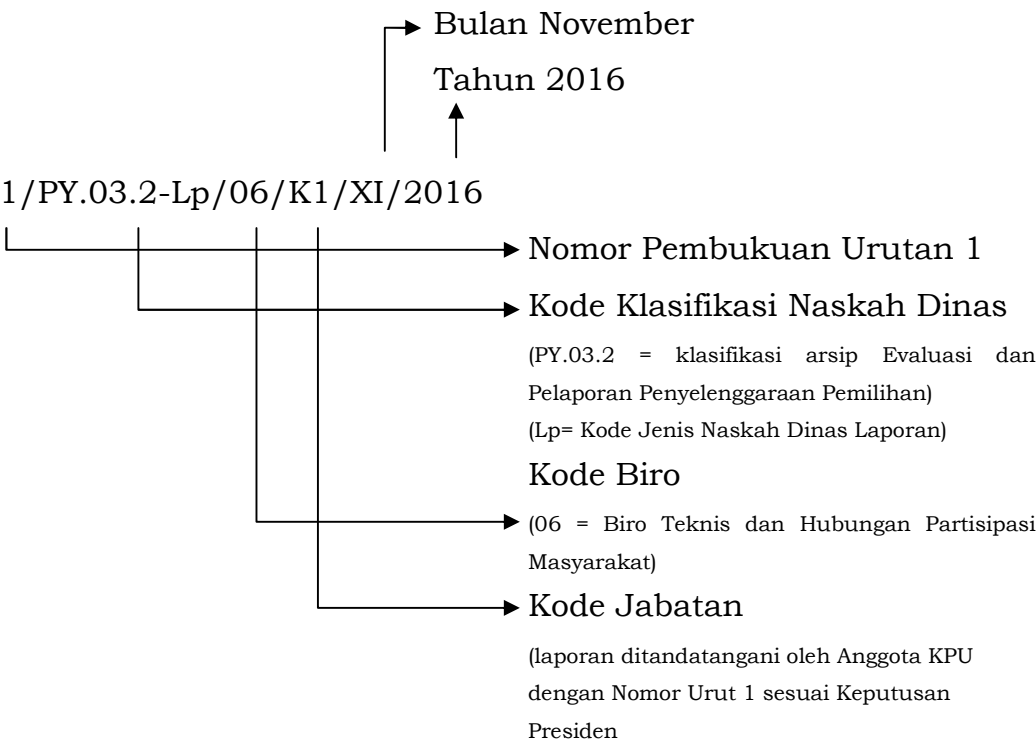 Bulan November
Tahun 2016
1/PY.03.2-Lp/06/K1/XI/2016
Nomor Pembukuan Urutan 1
Kode Klasifikasi Naskah Dinas
(PY.03.2 = klasifikasi arsip Evaluasi dan
Pelaporan Penyelenggaraan Pemilihan)
(Lp= Kode Jenis Naskah Dinas Laporan)
Kode Biro
(06 = Biro Teknis dan Hubungan Partisipasi
Masyarakat)
Kode Jabatan
(laporan ditandatangani oleh Anggota KPU
dengan Nomor Urut 1 sesuai Keputusan
Presiden